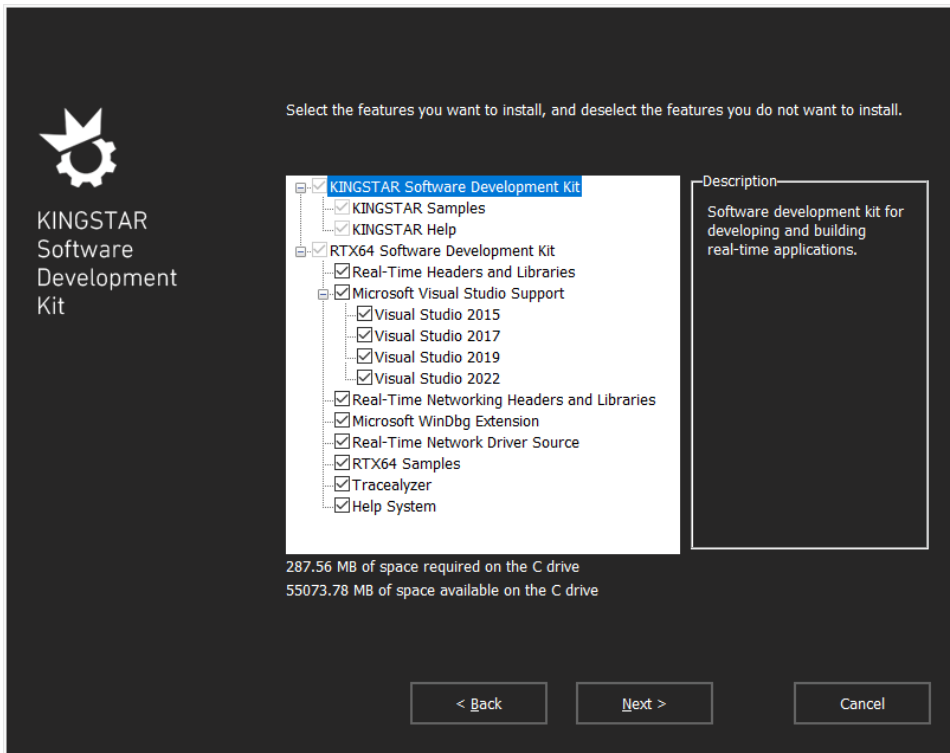 Select the features you want to install, and deselect the features you do not want to install.
KINGSTAR
Software
Development
Kit
KINGSTAR Software Development Kit
KINGSTAR Samples
KINGSTAR Help
RTX64 Software Development Kit
Real-Time Headers and Libraries
Microsoft Visual Studio Support
Visual Studio 2015
Visual Studio 2017
Visual Studio 2019
Visual Studio 2022
Real-Time Networking Headers and Libraries
Microsoft WinDbg Extension
Real-Time Network Driver Source
RTX64 Samples
Tracealyzer
Help System
Description
Software development kit for
developing and building
real-time applications.
287.56 MB of space required on the C drive
55073.78 MB of space available on the C drive
< Back
Next >
Cancel